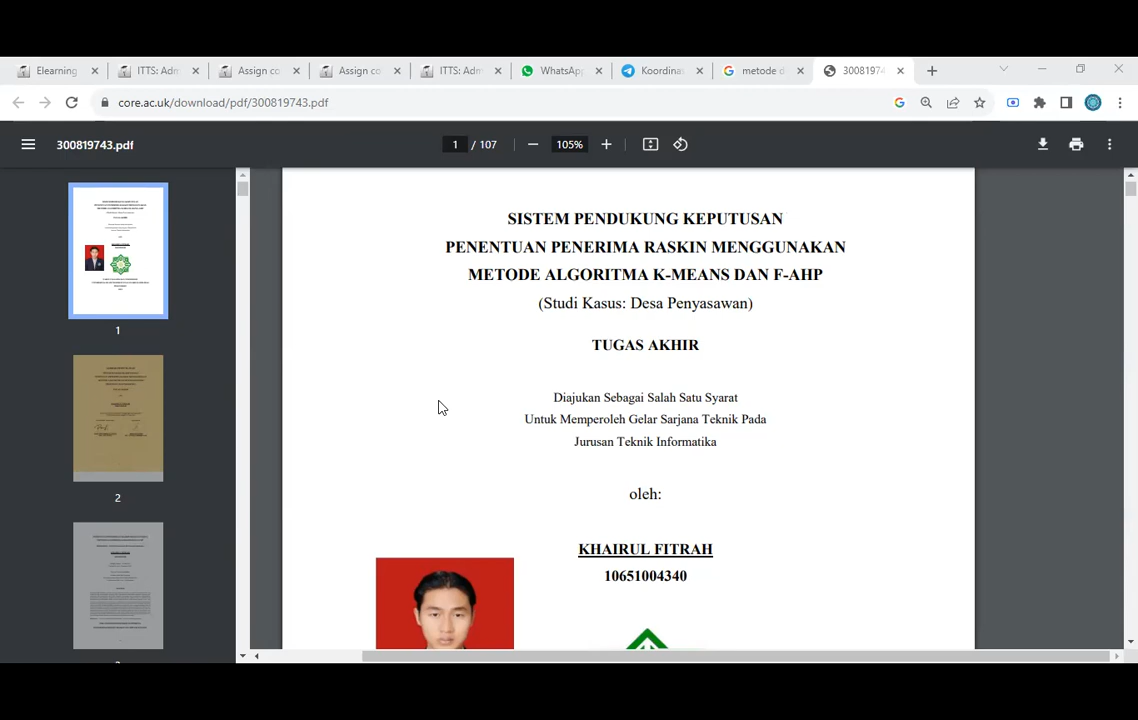 Elearning
ITTS: Adm
Assign co
Assign co
ITTS: Adm
WhatsApp
Koordina
metode d
3008197
core.ac.uk/download/pdf/300819743.pdf
300819743.pdf
1 / 107
105%
SISTEM PENDUKUNG KEPUTUSAN
PENENTUAN PENERIMA RASKIN MENGGUNAKAN
METODE ALGORITMA K-MEANS DAN F-AHP
(Studi Kasus: Desa Penyasawan)
TUGAS AKHIR
Diajukan Sebagai Salah Satu Syarat
Untuk Memperoleh Gelar Sarjana Teknik Pada
Jurusan Teknik Informatika
oleh:
KHAIRUL FITRAH
10651004340
1
2